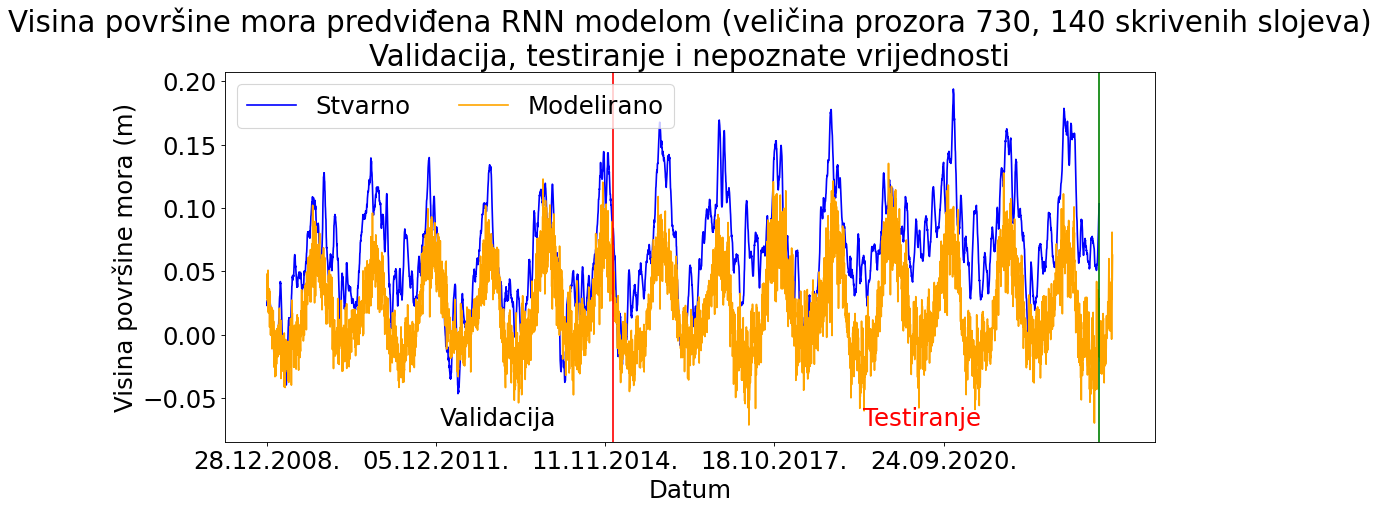 Visina površine mora predviđena RNN modelom (veličina prozora 730, 140 skrivenih slojeva)
Validacija, testiranje i nepoznate vrijednosti
Stvarno Modelirano
Visina površine mora (m)
0.20
0.15
0.10
0.05
0.00
−0.05
Validacija Testiranje
28.12.2008. 05.12.2011. 11.11.2014. 18.10.2017. 24.09.2020.
Datum